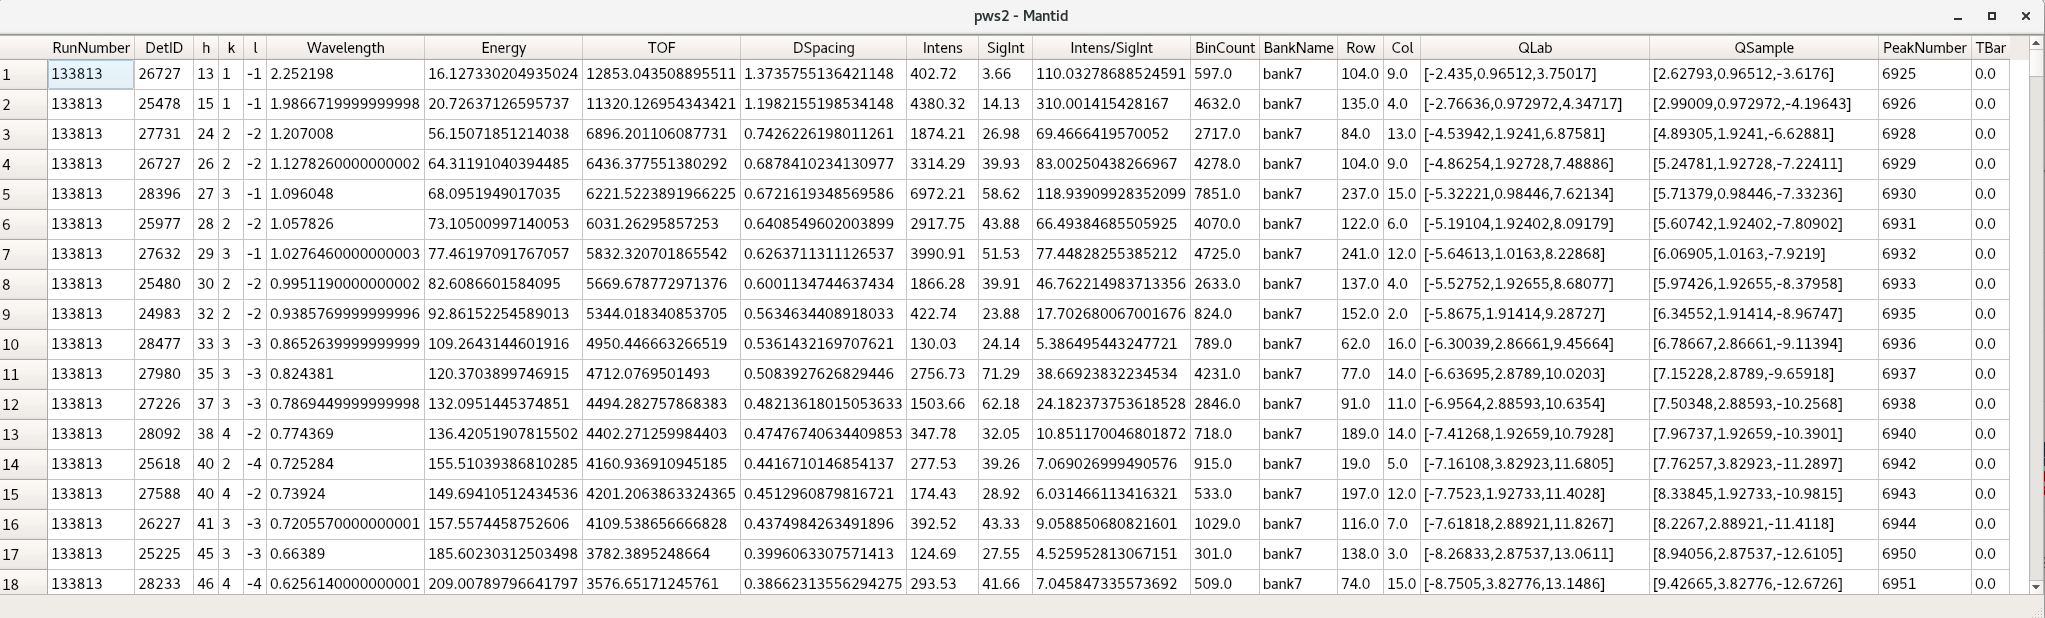 pws2 - Mantid
RunNumber DetID h k l Wavelength Energy TOF DSpacing Intens SigInt Intens/SigInt BinCount BankName Row Col QLab QSample PeakNumber TBar
1 133813 26727 13 1 -1 2.252198 16.127330204935024 12853.043508895511 1.3735755136421148 402.72 3.66 110.03278688524591 597.0 bank7 104.0 9.0 [-2.435,0.96512,3.75017] [2.62793,0.96512,-3.6176] 6925 0.0
2 133813 25478 15 1 -1 1.9866719999999998 20.72637126595737 11320.126954343421 1.1982155198534148 4380.32 14.13 310.001415428167 4632.0 bank7 135.0 4.0 [-2.76636,0.972972,4.34717] [2.99009,0.972972,-4.19643] 6926 0.0
3 133813 27731 24 2 -2 1.207008 56.15071851214038 6896.201106087731 0.7426226198011261 1874.21 26.98 69.4666419570052 2717.0 bank7 84.0 13.0 [-4.53942,1.9241,6.87581] [4.89305,1.9241,-6.62881] 6928 0.0
4 133813 26727 26 2 -2 1.1278260000000002 64.31191040394485 6436.377551380292 0.6878410234130977 3314.29 39.93 83.00250438266967 4278.0 bank7 104.0 9.0 [-4.86254,1.92728,7.48886] [5.24781,1.92728,-7.22411] 6929 0.0
5 133813 28396 27 3 -1 1.096048 68.0951949017035 6221.5223891966225 0.6721619348569586 6972.21 58.62 118.93909928352099 7851.0 bank7 237.0 15.0 [-5.32221,0.98446,7.62134] [5.71379,0.98446,-7.33236] 6930 0.0
6 133813 25977 28 2 -2 1.057826 73.10500997140053 6031.26295857253 0.6408549602003899 2917.75 43.88 66.49384685505925 4070.0 bank7 122.0 6.0 [-5.19104,1.92402,8.09179] [5.60742,1.92402,-7.80902] 6931 0.0
7 133813 27632 29 3 -1 1.0276460000000003 77.46197091767057 5832.320701865542 0.6263711311126537 3990.91 51.53 77.44828255385212 4725.0 bank7 241.0 12.0 [-5.64613,1.0163,8.22868] [6.06905,1.0163,-7.9219] 6932 0.0
8 133813 25480 30 2 -2 0.9951190000000002 82.6086601584095 5669.678772971376 0.6001134744637434 1866.28 39.91 46.762214983713356 2633.0 bank7 137.0 4.0 [-5.52752,1.92655,8.68077] [5.97426,1.92655,-8.37958] 6933 0.0
9 133813 24983 32 2 -2 0.9385769999999996 92.86152254589013 5344.018340853705 0.5634634408918033 422.74 23.88 17.702680067001676 824.0 bank7 152.0 2.0 [-5.8675,1.91414,9.28727] [6.34552,1.91414,-8.96747] 6935 0.0
10 133813 28477 33 3 -3 0.8652639999999999 109.2643144601916 4950.446663266519 0.5361432169707621 130.03 24.14 5.386495443247721 789.0 bank7 62.0 16.0 [-6.30039,2.86661,9.45664] [6.78667,2.86661,-9.11394] 6936 0.0
11 133813 27980 35 3 -3 0.824381 120.3703899746915 4712.0769501493 0.5083927626829446 2756.73 71.29 38.66923832234534 4231.0 bank7 77.0 14.0 [-6.63695,2.8789,10.0203] [7.15228,2.8789,-9.65918] 6937 0.0
12 133813 27226 37 3 -3 0.7869449999999998 132.0951445374851 4494.282757868383 0.48213618015053633 1503.66 62.18 24.182373753618528 2846.0 bank7 91.0 11.0 [-6.9564,2.88593,10.6354] [7.50348,2.88593,-10.2568] 6938 0.0
13 133813 28092 38 4 -2 0.774369 136.42051907815502 4402.271259984403 0.47476740634409853 347.78 32.05 10.851170046801872 718.0 bank7 189.0 14.0 [-7.41268,1.92659,10.7928] [7.96737,1.92659,-10.3901] 6940 0.0
14 133813 25618 40 2 -4 0.725284 155.51039386810285 4160.936910945185 0.4416710146854137 277.53 39.26 7.069026999490576 915.0 bank7 19.0 5.0 [-7.16108,3.82923,11.6805] [7.76257,3.82923,-11.2897] 6942 0.0
15 133813 27588 40 4 -2 0.73924 149.69410512434536 4201.2063863324365 0.4512960879816721 174.43 28.92 6.031466113416321 533.0 bank7 197.0 12.0 [-7.7523,1.92733,11.4028] [8.33845,1.92733,-10.9815] 6943 0.0
16 133813 26227 41 3 -3 0.7205570000000001 157.5574458752606 4109.538656666828 0.4374984263491896 392.52 43.33 9.058850680821601 1029.0 bank7 116.0 7.0 [-7.61818,2.88921,11.8267] [8.2267,2.88921,-11.4118] 6944 0.0
17 133813 25225 45 3 -3 0.66389 185.60230312503498 3782.3895248664 0.3996063307571413 124.69 27.55 4.525952813067151 301.0 bank7 138.0 3.0 [-8.26833,2.87537,13.0611] [8.94056,2.87537,-12.6105] 6950 0.0
18 133813 28233 46 4 -4 0.6256140000000001 209.00789796641797 3576.65171245761 0.38662313556294275 293.53 41.66 7.045847335573692 509.0 bank7 74.0 15.0 [-8.7505,3.82776,13.1486] [9.42665,3.82776,-12.6726] 6951 0.0